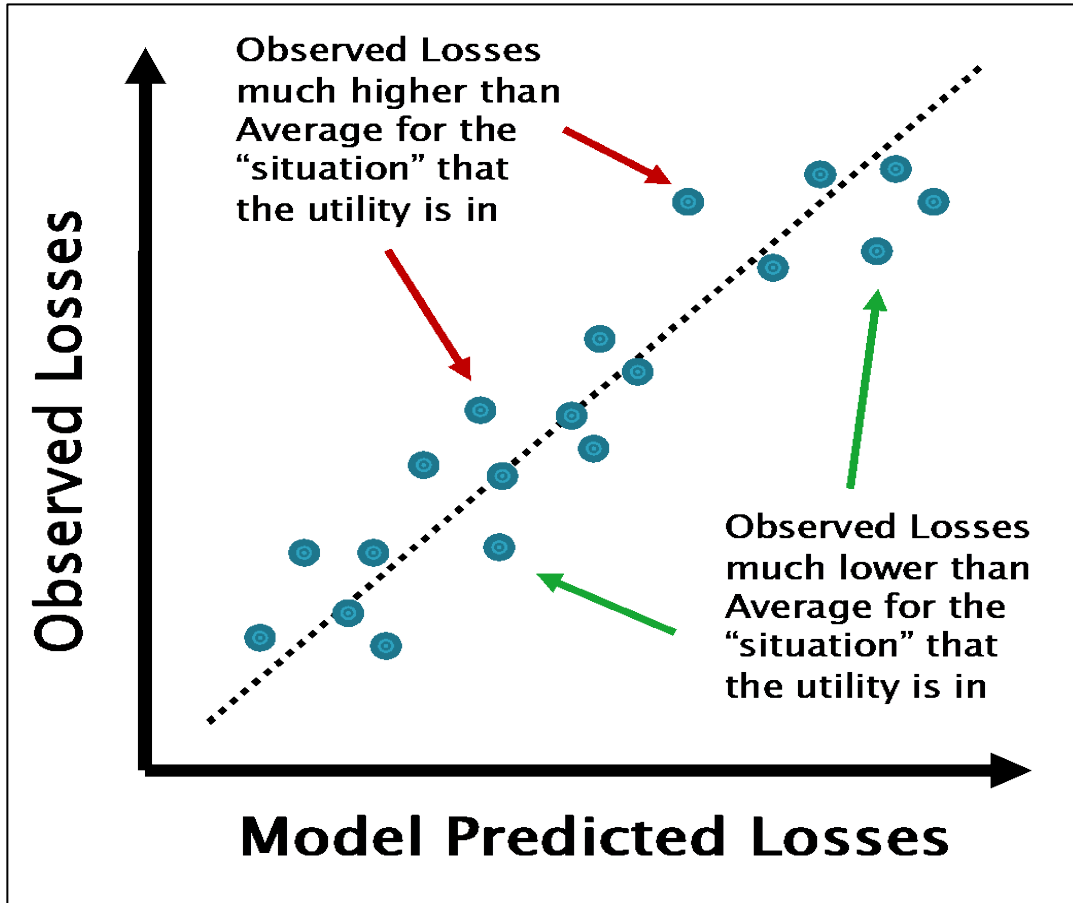 Observed Losses
much higher than
Average for the
“situation” that
the utility is in
Observed Losses
Observed Losses
much lower than
Average for the
“situation” that
the utility is in
Model Predicted Losses